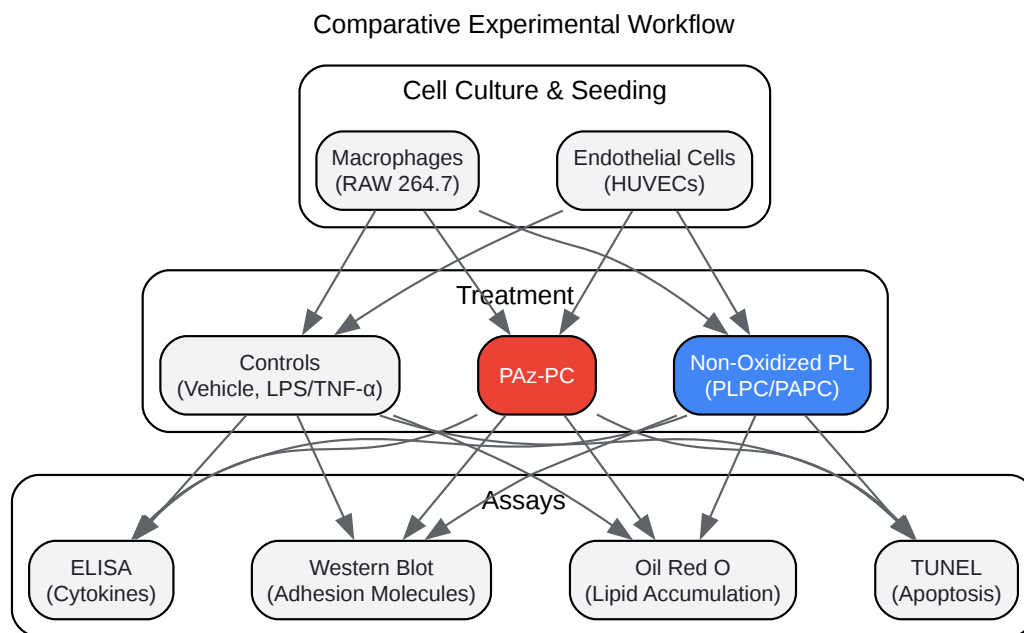 Comparative Experimental Workflow
Cell Culture & Seeding
Macrophages
(RAW 264.7)
Endothelial Cells
(HUVECs)
Treatment
Controls
(Vehicle, LPS/TNF-α)
PAz-PC
Non-Oxidized PL
(PLPC/PAPC)
Assays
ELISA
(Cytokines)
Western Blot
(Adhesion Molecules)
Oil Red O
(Lipid Accumulation)
TUNEL
(Apoptosis)